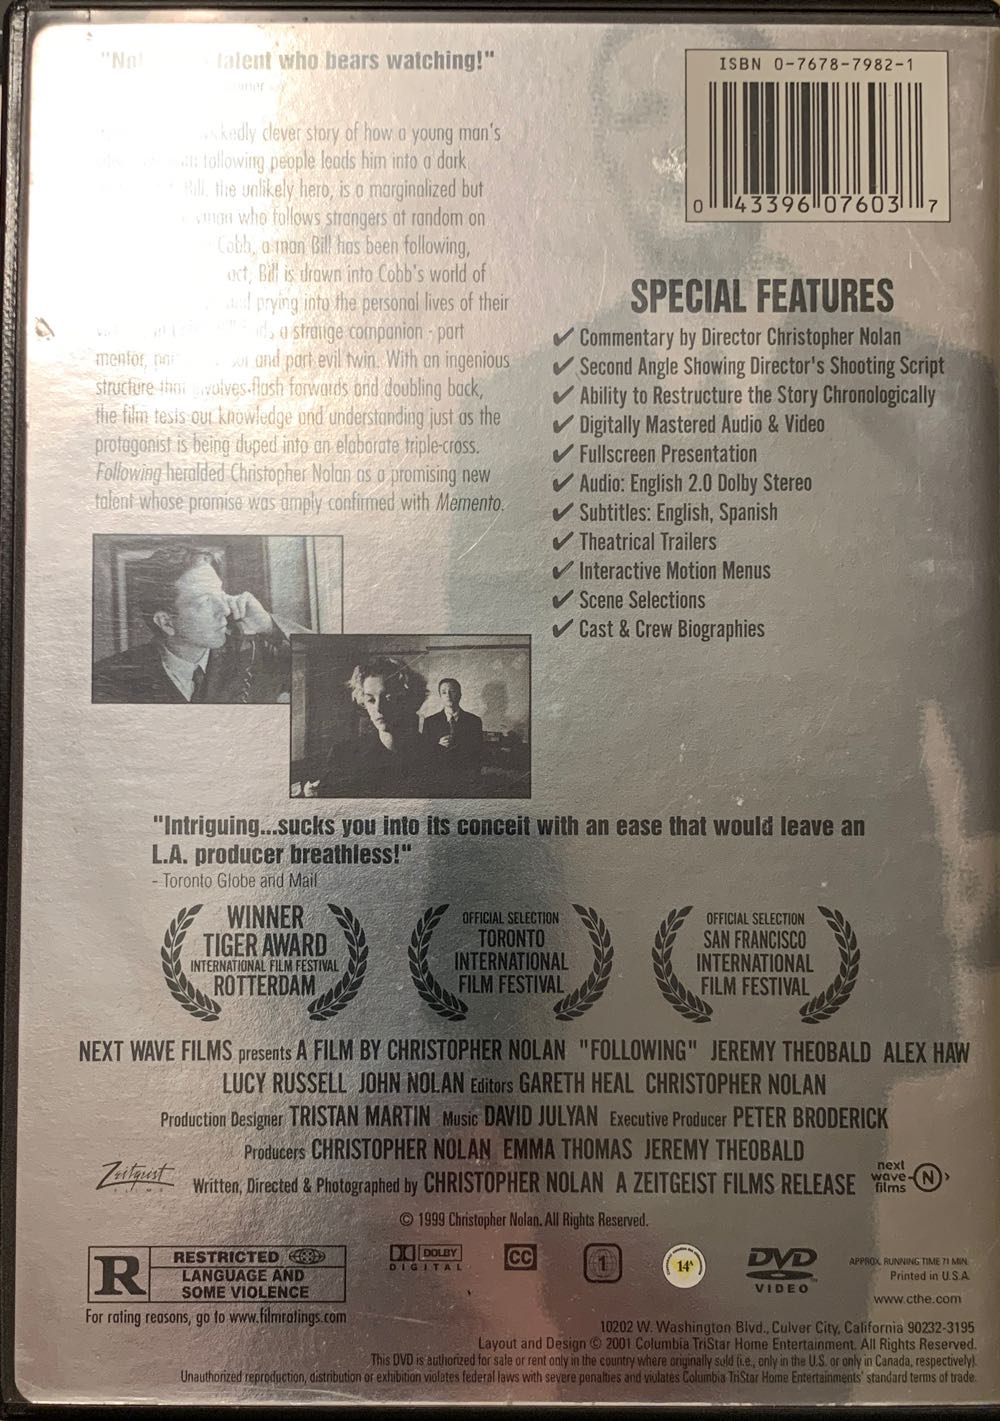 talent who bears watching!"
ISBN 0-7678-7982-1
0 43396 07603 7
clever story of how a young man's
following people leads him into a dark
Bill, the unlikely hero, is a marginalized but
who follows strangers at random on
Cobb, a man Bill has been following,
act, Bill is drawn into Cobb's world of
and prying into the personal lives of their
a strange companion - part
mentor, and part evil twin. With an ingenious
structure that involves flash forwards and doubling back,
the film tests our knowledge and understanding just as the
protagonist is being duped into an elaborate triple-cross.
Following heralded Christopher Nolan as a promising new
talent whose promise was amply confirmed with Memento.
SPECIAL FEATURES
✔ Commentary by Director Christopher Nolan
✔ Second Angle Showing Director's Shooting Script
✔ Ability to Restructure the Story Chronologically
✔ Digitally Mastered Audio & Video
✔ Fullscreen Presentation
✔ Audio: English 2.0 Dolby Stereo
✔ Subtitles: English, Spanish
✔ Theatrical Trailers
✔ Interactive Motion Menus
✔ Scene Selections
✔ Cast & Crew Biographies
"Intriguing...sucks you into its conceit with an ease that would leave an
L.A. producer breathless!"
- Toronto Globe and Mail
WINNER
TIGER AWARD
INTERNATIONAL FILM FESTIVAL
ROTTERDAM
OFFICIAL SELECTION
TORONTO
INTERNATIONAL
FILM FESTIVAL
OFFICIAL SELECTION
SAN FRANCISCO
INTERNATIONAL
FILM FESTIVAL
NEXT WAVE FILMS presents A FILM BY CHRISTOPHER NOLAN "FOLLOWING" JEREMY THEOBALD ALEX HAW
LUCY RUSSELL JOHN NOLAN Editors GARETH HEAL CHRISTOPHER NOLAN
Production Designer TRISTAN MARTIN Music DAVID JULYAN Executive Producer PETER BRODERICK
Producers CHRISTOPHER NOLAN EMMA THOMAS JEREMY THEOBALD
Zeitgeist
FILMS
Written, Directed & Photographed by CHRISTOPHER NOLAN A ZEITGEIST FILMS RELEASE
next
wave
films
N
© 1999 Christopher Nolan. All Rights Reserved.
R
RESTRICTED
LANGUAGE AND
SOME VIOLENCE
For rating reasons, go to www.filmratings.com
DOLBY
DIGITAL
CC
1
14
DVD
VIDEO
APPROX. RUNNING TIME 71 MIN.
Printed in U.S.A.
www.cthe.com
10202 W. Washington Blvd., Culver City, California 90232-3195
Layout and Design © 2001 Columbia TriStar Home Entertainment. All Rights Reserved.
This DVD is authorized for sale or rent only in the country where originally sold (i.e., only in the U.S. or only in Canada, respectively).
Unauthorized reproduction, distribution or exhibition violates federal laws with severe penalties and violates Columbia TriStar Home Entertainments' standard terms of trade.